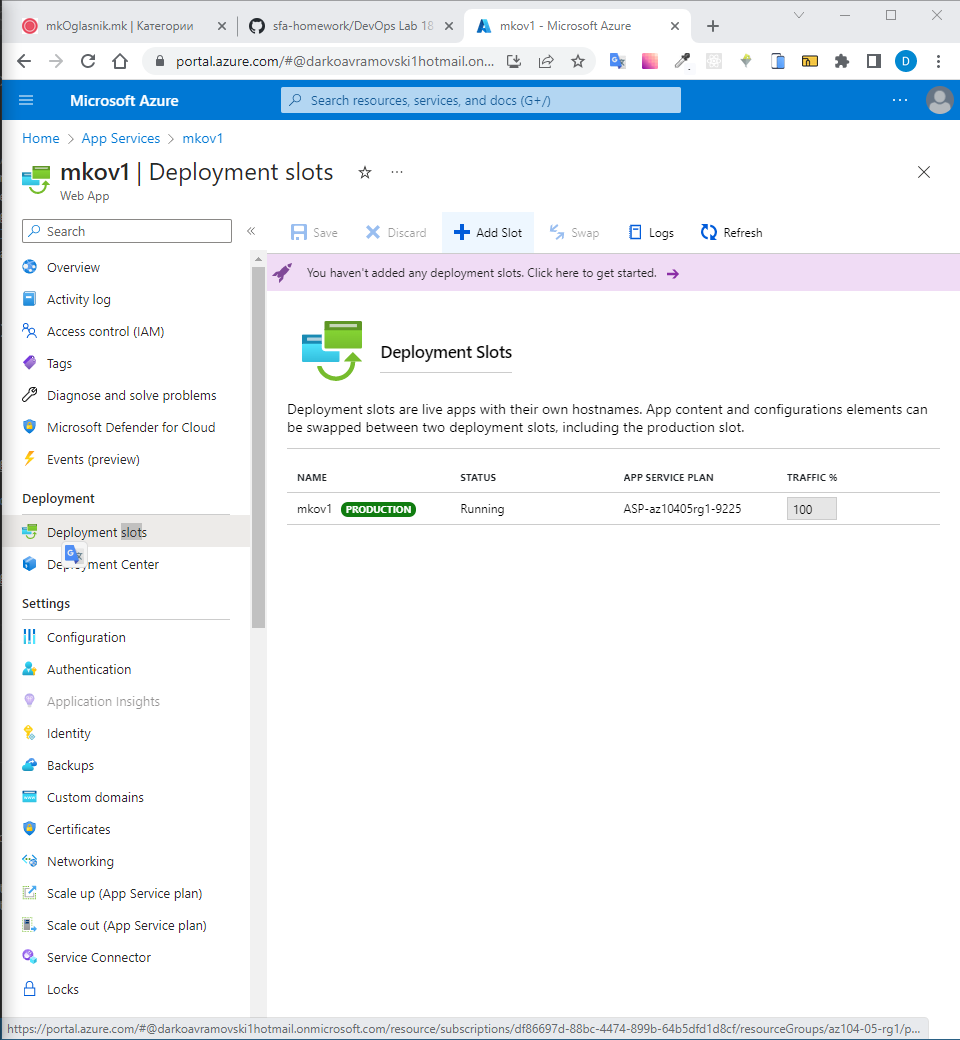 mkOglasnik.mk | Категории
sfa-homework/DevOps Lab 18
mkov1 - Microsoft Azure
portal.azure.com/#@darkoavramovski1hotmail.on...
D
Microsoft Azure
Search resources, services, and docs (G+/)
Home > App Services > mkov1
mkov1 | Deployment slots
Web App
Search
Save
Discard
Add Slot
Swap
Logs
Refresh
You haven't added any deployment slots. Click here to get started.
Overview
Activity log
Access control (IAM)
Tags
Diagnose and solve problems
Microsoft Defender for Cloud
Events (preview)
Deployment
Deployment slots
Deployment Center
Settings
Configuration
Authentication
Application Insights
Identity
Backups
Custom domains
Certificates
Networking
Scale up (App Service plan)
Scale out (App Service plan)
Service Connector
Locks
Deployment Slots
Deployment slots are live apps with their own hostnames. App content and configurations elements can
be swapped between two deployment slots, including the production slot.
NAME STATUS APP SERVICE PLAN TRAFFIC %
mkov1 PRODUCTION Running ASP-az10405rg1-9225 100
https://portal.azure.com/#@darkoavramovski1hotmail.onmicrosoft.com/resource/subscriptions/df86697d-88bc-4474-899b-64b5dfd1d8cf/resourceGroups/az104-05-rg1/p...